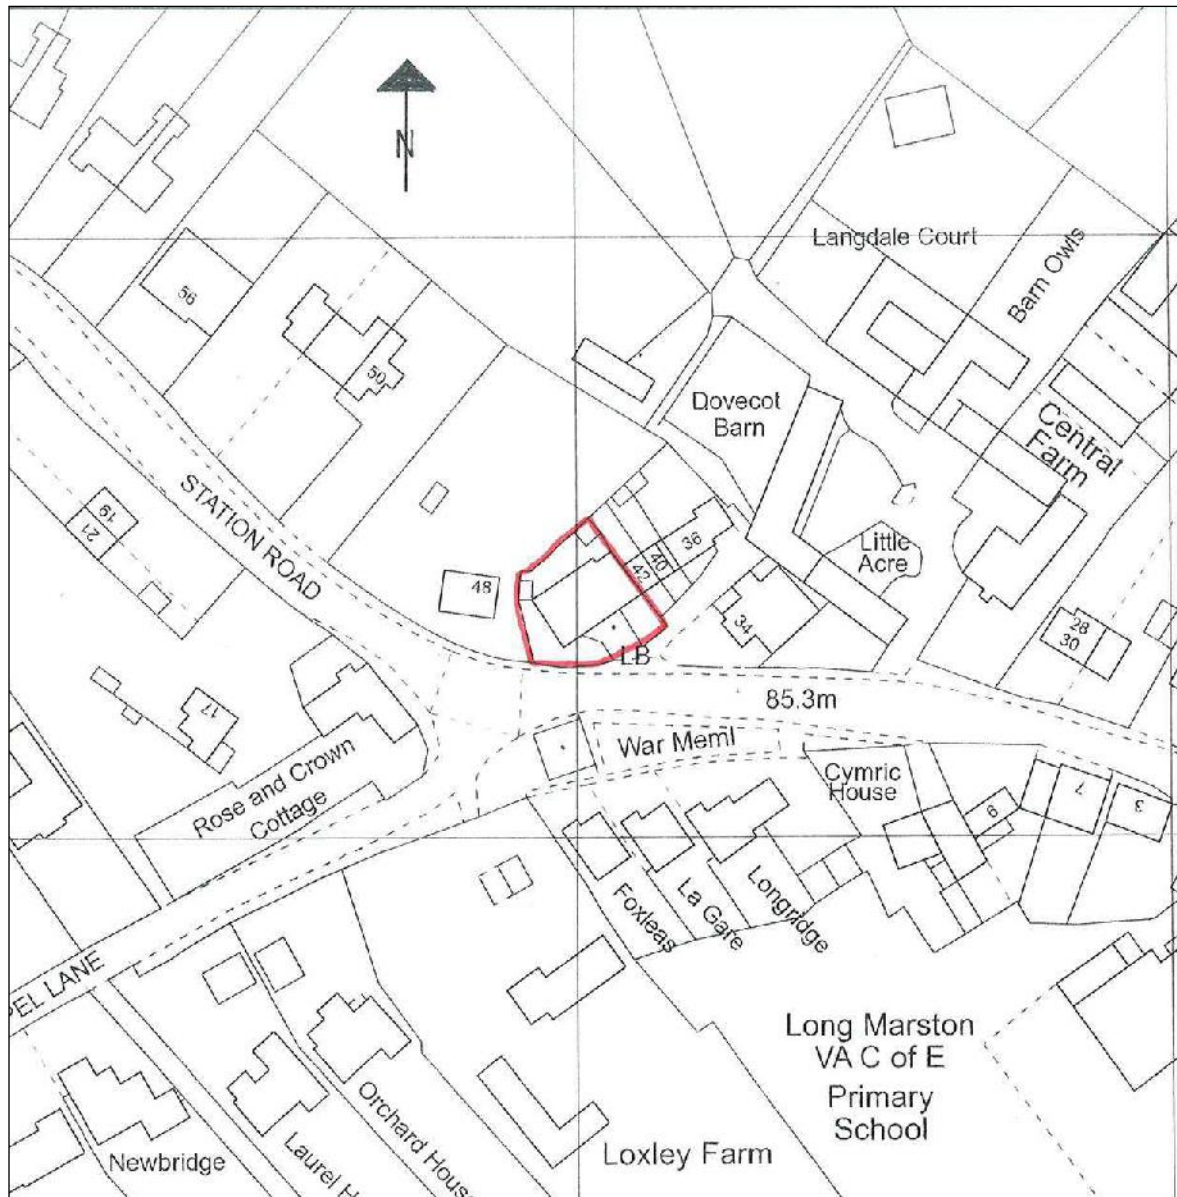 N
Langdale Court
Barn Owls
56
50
Dovecot
Barn
Central
Farm
STATION ROAD
19
21
48
36
40
42
Little
Acre
34
28
30
LB
85.3m
17
War Meml
Rose and Crown
Cottage
Cymric
House
7
3
9
Foxleas
La Gare
Longridge
PEL LANE
Long Marston
VA C of E
Primary
School
Orchard House
Laurel H
Newbridge
Loxley Farm